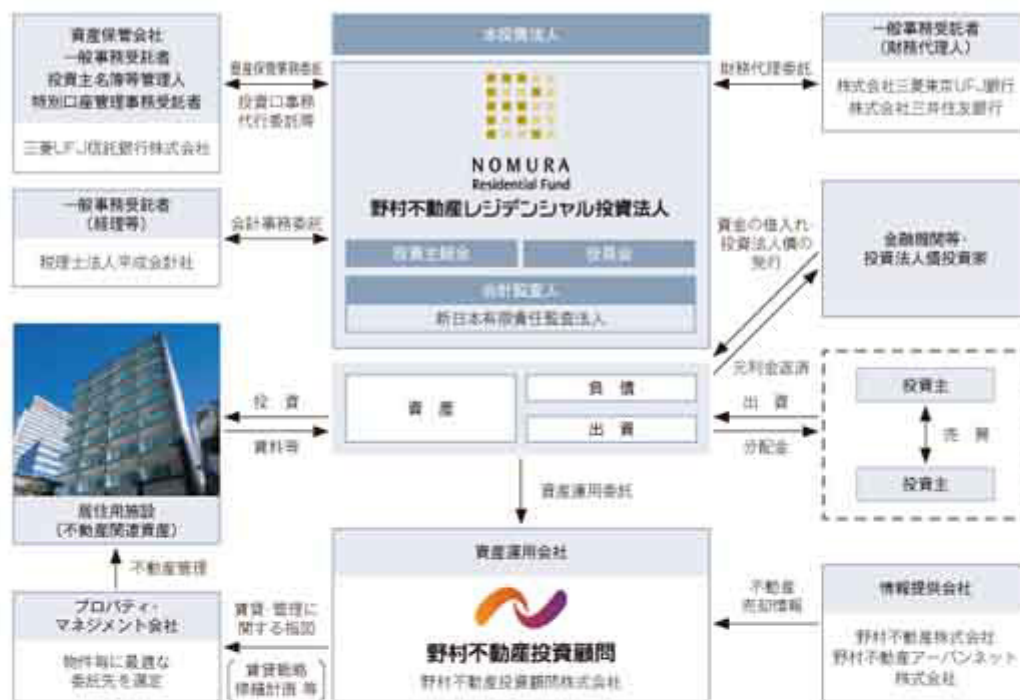 資産保管会社
一般事務受託者
投資主名簿等管理人
特別口座管理事務受託者
三菱UFJ信託銀行株式会社
資産保管事務委託
投資口事務
代行委託等
一般事務受託者
(経理等)
税理士法人平成会計社
会計事務委託
本投資法人
NOMURA
Residential Fund
野村不動産レジデンシャル投資法人
投資主総会
役員会
会計監査人
新日本有限責任監査法人
財務代理委託
一般事務受託者
(財務代理人)
株式会社三菱東京UFJ銀行
株式会社三井住友銀行
資金の借入れ・
投資法人債の
発行
金融機関等・
投資法人債投資家
元利金返済
資産
負債
出資
投資
賃料等
居住用施設
(不動産関連資産)
出資
分配金
投資主
売買
投資主
資産運用委託
不動産管理
プロパティ・
マネジメント会社
物件毎に最適な
委託先を選定
賃貸・管理に
関する指図
賃貸戦略
修繕計画 等
資産運用会社
野村不動産投資顧問
野村不動産投資顧問株式会社
不動産
売却情報
情報提供会社
野村不動産株式会社
野村不動産アーバンネット
株式会社